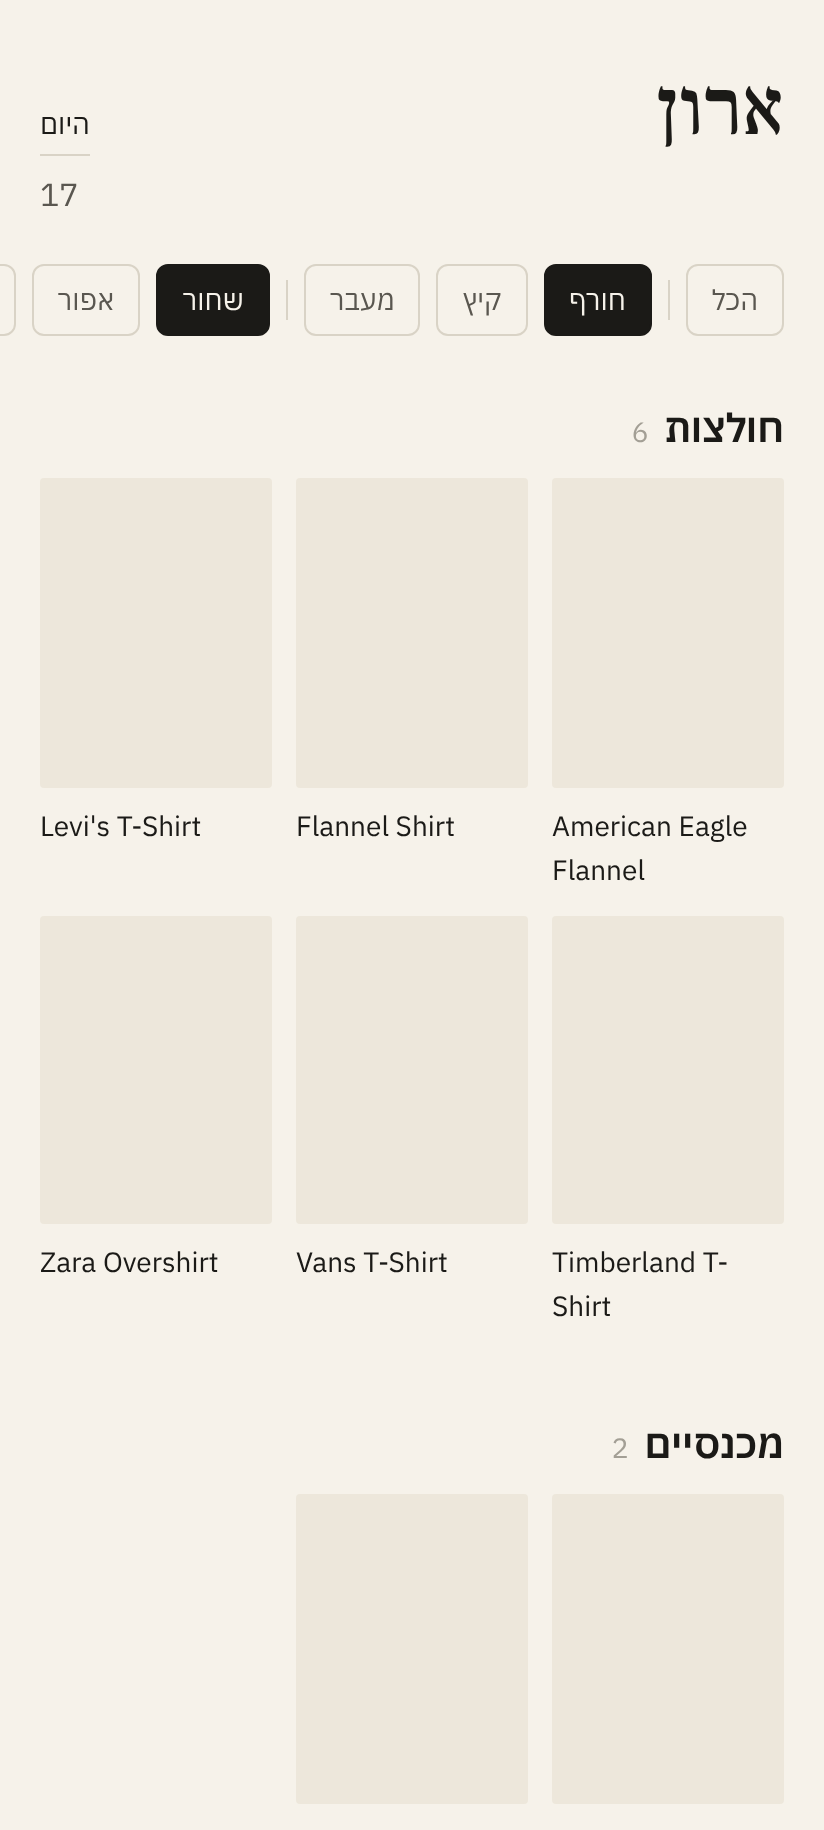 ארון
היום
17
הכל
חורף
קיץ
מעבר
שחור
אפור
חולצות 6
American Eagle
Flannel
Flannel Shirt
Levi's T-Shirt
Timberland T-
Shirt
Vans T-Shirt
Zara Overshirt
מכנסיים 2